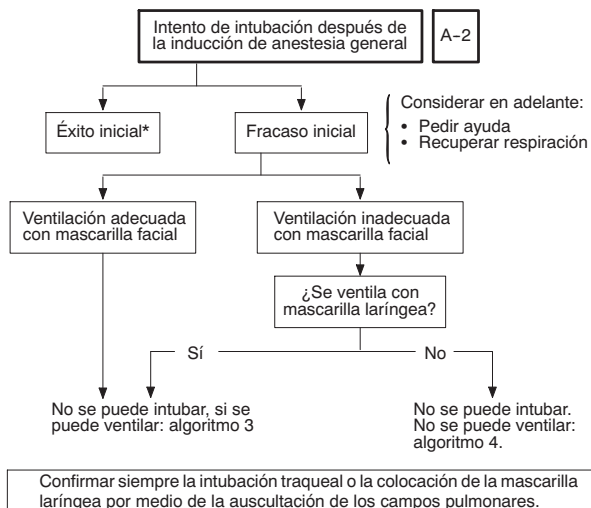 Intento de intubación después de
la inducción de anestesia general
A-2
Éxito inicial*
Fracaso inicial
Considerar en adelante:
• Pedir ayuda
• Recuperar respiración
Ventilación adecuada
con mascarilla facial
Ventilación inadecuada
con mascarilla facial
¿Se ventila con
mascarilla laríngea?
Sí
No
No se puede intubar, si se
puede ventilar: algoritmo 3
No se puede intubar.
No se puede ventilar:
algoritmo 4.
Confirmar siempre la intubación traqueal o la colocación de la mascarilla
laríngea por medio de la auscultación de los campos pulmonares.